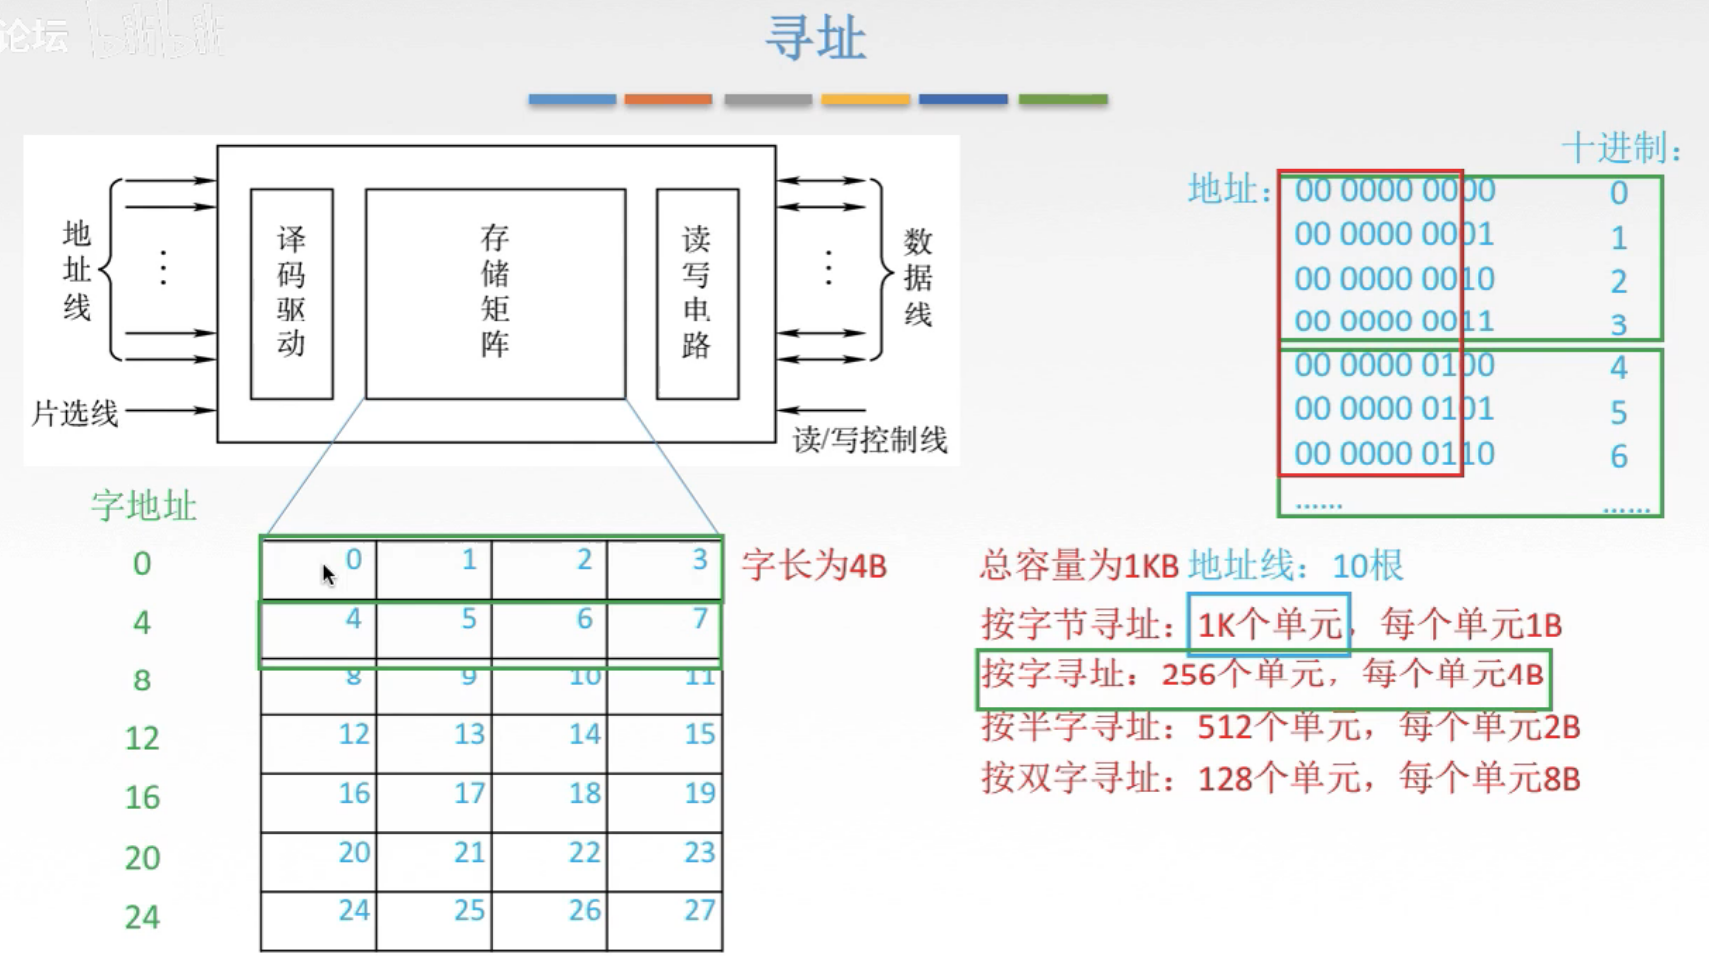 论坛 bilibili
寻址
地址线
译码驱动
存储矩阵
读写电路
数据线
片选线
读/写控制线
十进制：
地址：
00 0000 0000 0
00 0000 0001 1
00 0000 0010 2
00 0000 0011 3
00 0000 0100 4
00 0000 0101 5
00 0000 0110 6
...... ......
字地址
0 0 1 2 3 字长为4B
4 4 5 6 7
8 8 9 10 11
12 12 13 14 15
16 16 17 18 19
20 20 21 22 23
24 24 25 26 27
总容量为1KB 地址线：10根
按字节寻址：1K个单元，每个单元1B
按字寻址：256个单元，每个单元4B
按半字寻址：512个单元，每个单元2B
按双字寻址：128个单元，每个单元8B